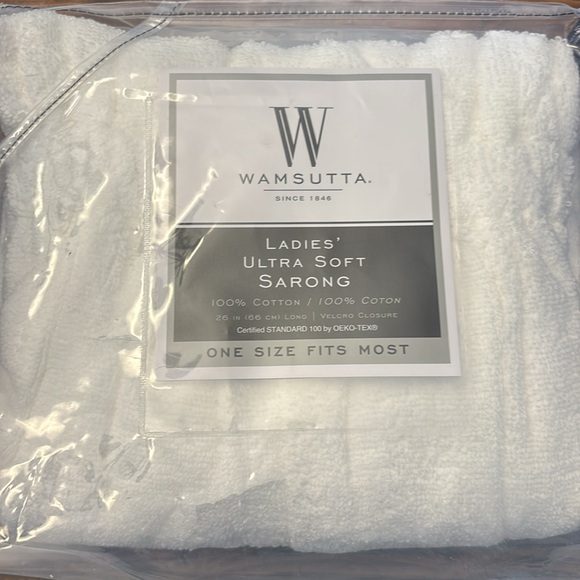 W
WAMSUTTA®
SINCE 1846
LADIES'
ULTRA SOFT
SARONG
100% COTTON / 100% COTON
26 IN (66 CM) LONG | VELCRO CLOSURE
Certified STANDARD 100 by OEKO-TEX®
ONE SIZE FITS MOST